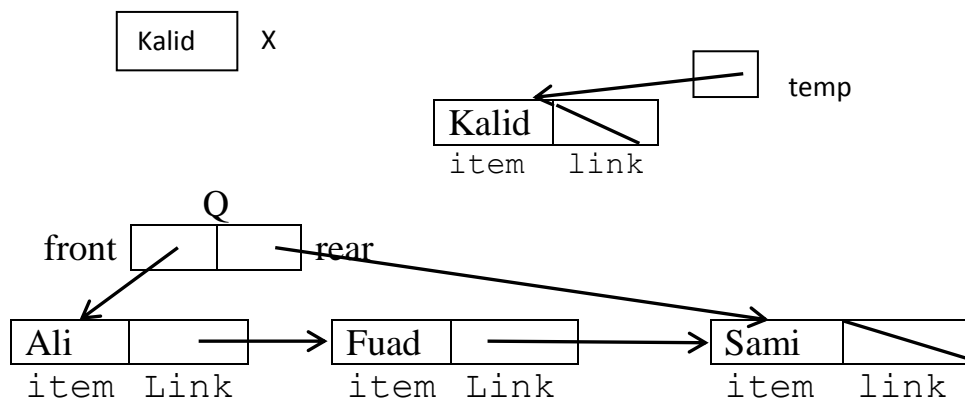 Kalid X
temp
Kalid
item link
Q
front rear
Ali Fuad Sami
item Link item Link item link